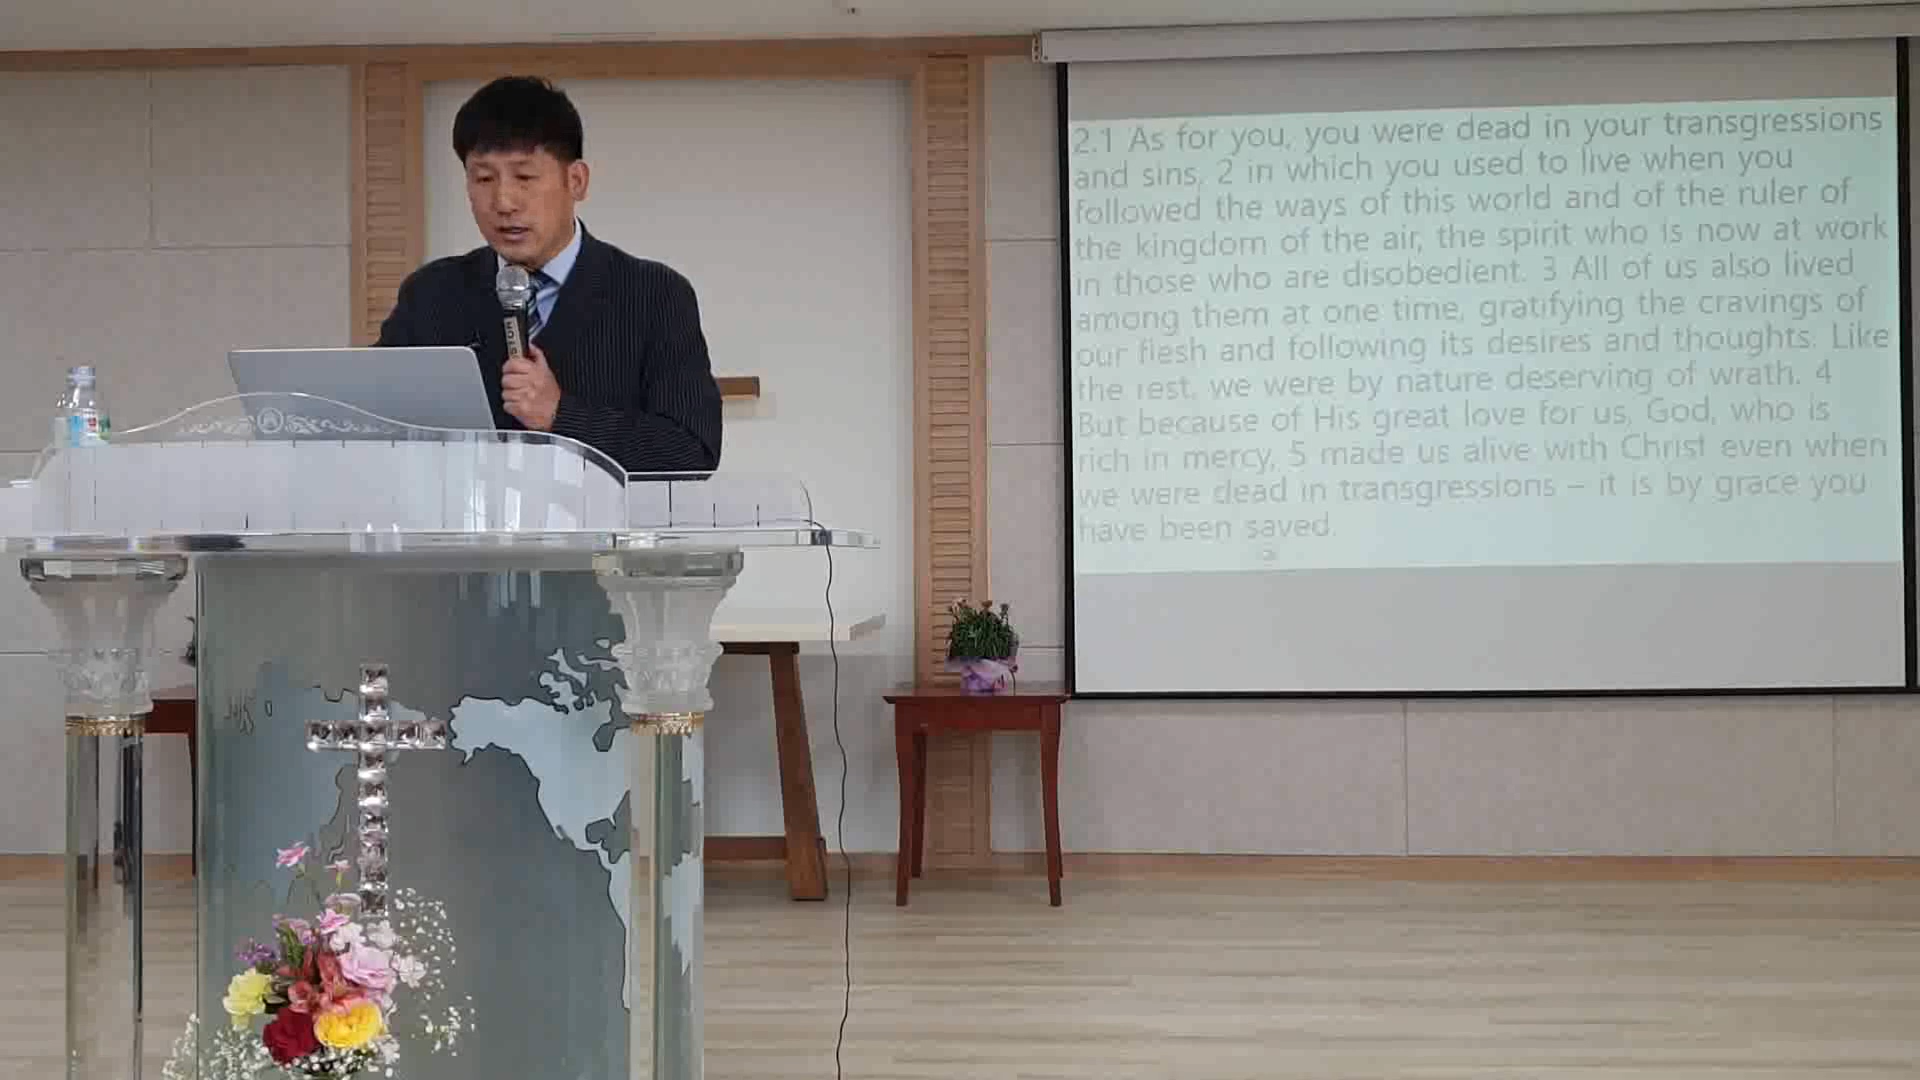 2.1 As for you, you were dead in your transgressions
and sins, 2 in which you used to live when you
followed the ways of this world and of the ruler of
the kingdom of the air, the spirit who is now at work
in those who are disobedient. 3 All of us also lived
among them at one time, gratifying the cravings of
our flesh and following its desires and thoughts. Like
the rest, we were by nature deserving of wrath. 4
But because of His great love for us, God, who is
rich in mercy, 5 made us alive with Christ even when
we were dead in transgressions – it is by grace you
have been saved.